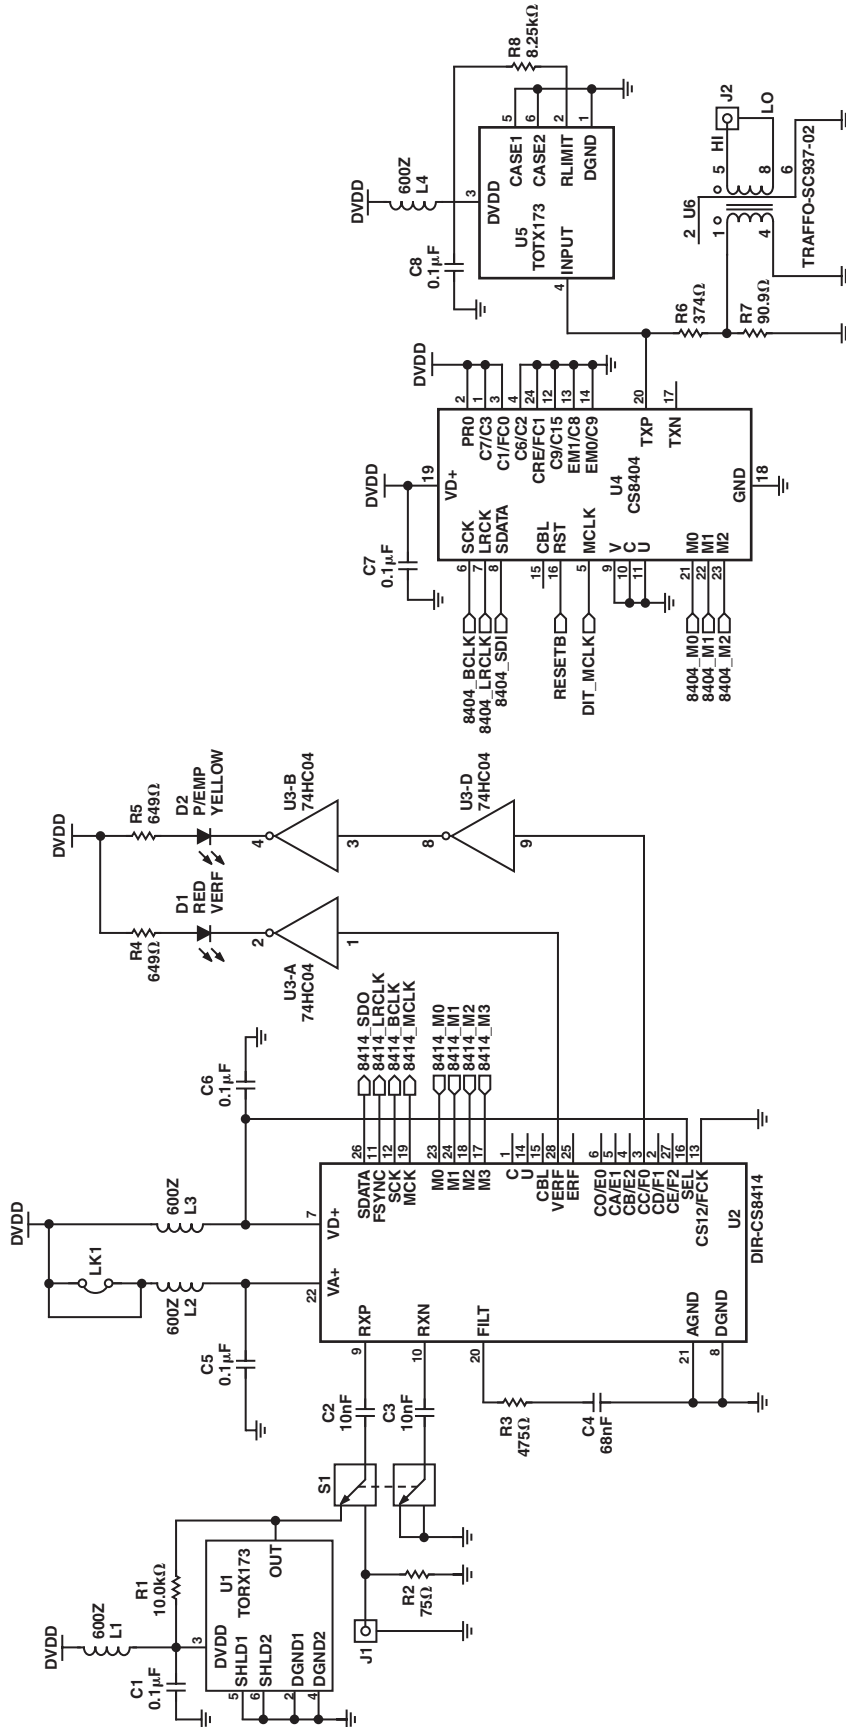 DVDD
600Z
L1
C1
0.1µF
R1
10.0kΩ
3
DVDD
U1
TORX173
5
SHLD1
6
SHLD2
OUT
2
DGND1
4
DGND2
J1
R2
75Ω
S1
C2
10nF
C3
10nF
DVDD
LK1
600Z
L2
600Z
L3
C5
0.1µF
C6
0.1µF
22
VA+
7
VD+
9
RXP
10
RXN
20
FILT
R3
475Ω
C4
68nF
21
AGND
8
DGND
U2
DIR-CS8414
SDATA
26
8414_SDO
FSYNC
11
8414_LRCLK
SCK
12
8414_BCLK
MCK
19
8414_MCLK
M0
23
8414_M0
M1
24
8414_M1
M2
18
8414_M2
M3
17
8414_M3
C
1
U
14
CBL
15
VERF
28
ERF
25
CO/E0
6
CA/E1
5
CB/E2
4
CC/F0
3
CD/F1
2
CE/F2
27
SEL
16
CS12/FCK
13
DVDD
R4
649Ω
R5
649Ω
D1
RED
VERF
D2
P/EMP
YELLOW
2
U3-A
74HC04
1
4
U3-B
74HC04
3
8
U3-D
74HC04
9
DVDD
C7
0.1µF
19
VD+
8404_BCLK
6
SCK
8404_LRCLK
7
LRCK
8404_SDI
8
SDATA
15
CBL
RESETB
16
RST
DIT_MCLK
5
MCLK
9
V
10
C
11
U
8404_M0
21
M0
8404_M1
22
M1
8404_M2
23
M2
DVDD
PR0
2
C7/C3
1
C1/FC0
3
C6/C2
4
CRE/FC1
24
C9/C15
12
EM1/C8
13
EM0/C9
14
U4
CS8404
TXP
20
TXN
17
GND
18
DVDD
600Z
L4
C8
0.1µF
R8
8.25kΩ
3
DVDD
U5
TOTX173
4
INPUT
CASE1
5
CASE2
6
RLIMIT
2
DGND
1
R6
374Ω
R7
90.9Ω
2
U6
1
4
5
8
6
HI
J2
LO
TRAFFO-SC937-02